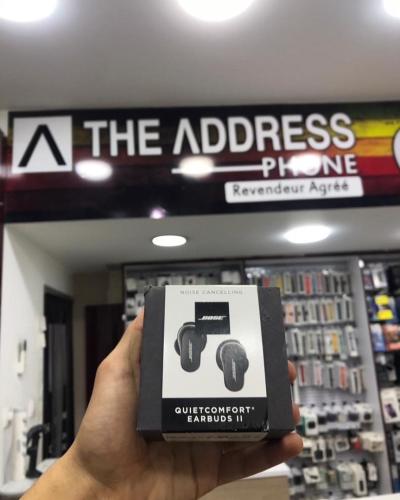 THE ADDRESS
PHONE
Revendeur Agréé
NOISE CANCELLING
BOSE
QUIETCOMFORT®
EARBUDS II